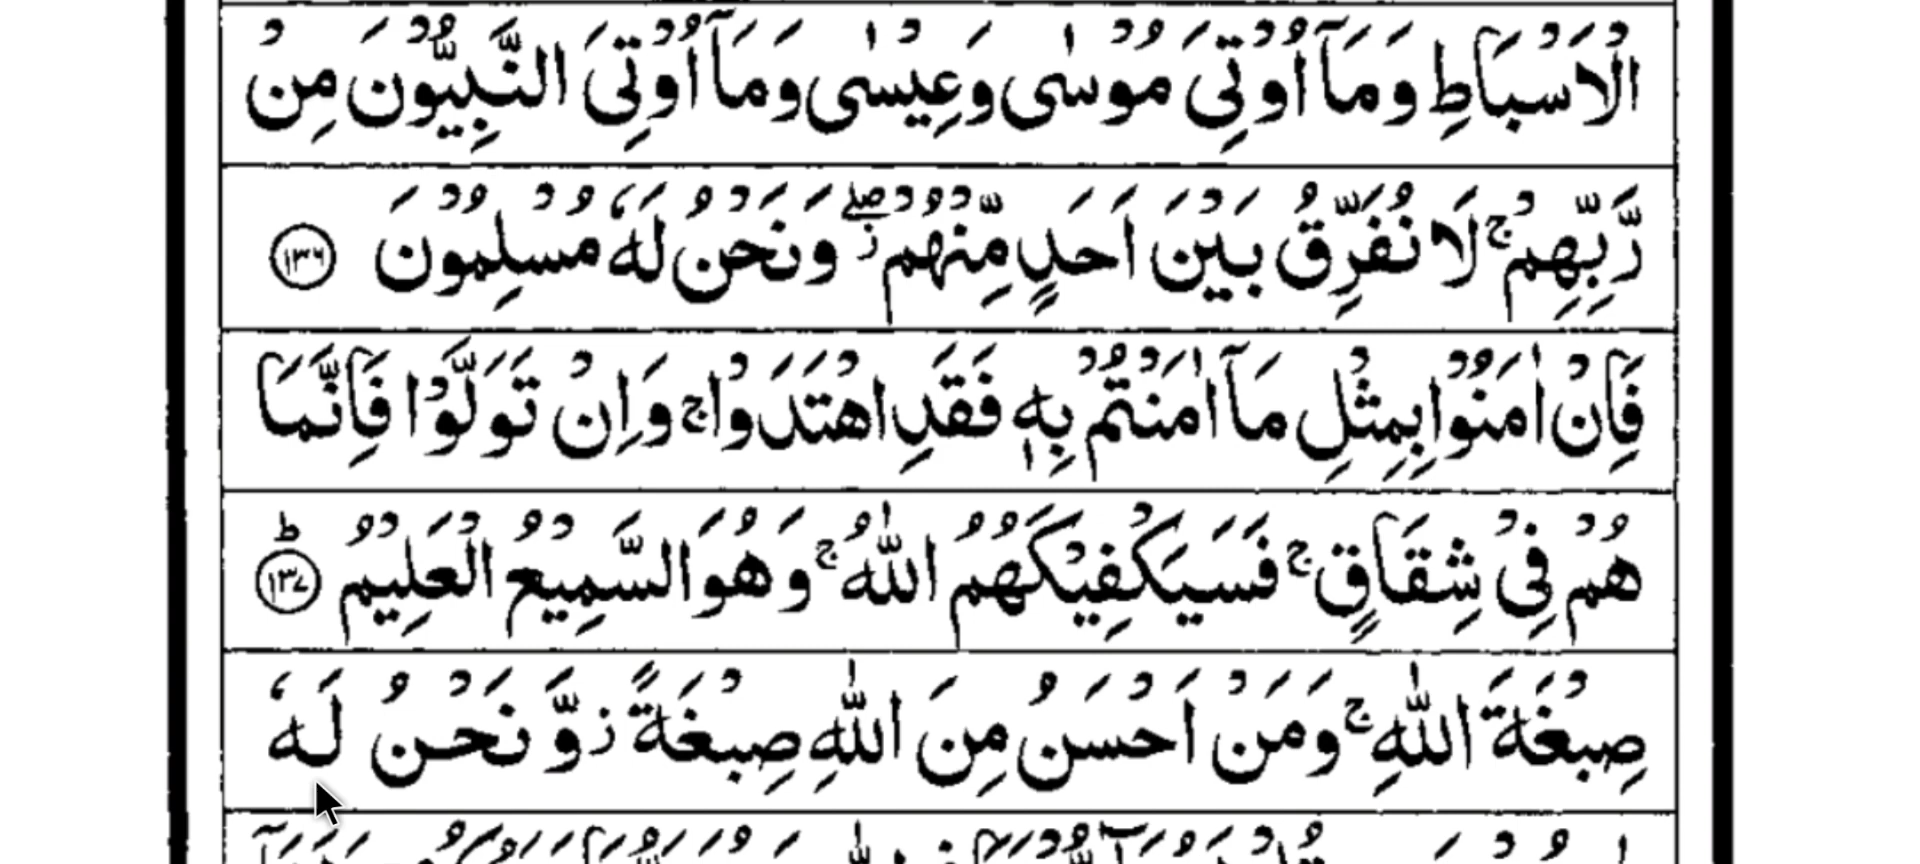 الْاَسْبَاطِ وَمَاۤ اُوْتِیَ مُوْسٰی وَعِیْسٰی وَمَاۤ اُوْتِیَ النَّبِیُّوْنَ مِنْ
رَّبِّهِمْ ۚ لَا نُفَرِّقُ بَیْنَ اَحَدٍ مِّنْهُمْ ۖ ز وَنَحْنُ لَهٗ مُسْلِمُوْنَ ﴿۱۳۶﴾
فَاِنْ اٰمَنُوْا بِمِثْلِ مَاۤ اٰمَنْتُمْ بِهٖ فَقَدِ اهْتَدَوْا ۚ وَاِنْ تَوَلَّوْا فَاِنَّمَا
هُمْ فِیْ شِقَاقٍ ۚ فَسَیَكْفِیْكَهُمُ اللّٰهُ ۚ وَهُوَ السَّمِیْعُ الْعَلِیْمُ ﴿۱۳۷﴾ ؕ
صِبْغَةَ اللّٰهِ ۚ وَمَنْ اَحْسَنُ مِنَ اللّٰهِ صِبْغَةً ز وَّنَحْنُ لَهٗ